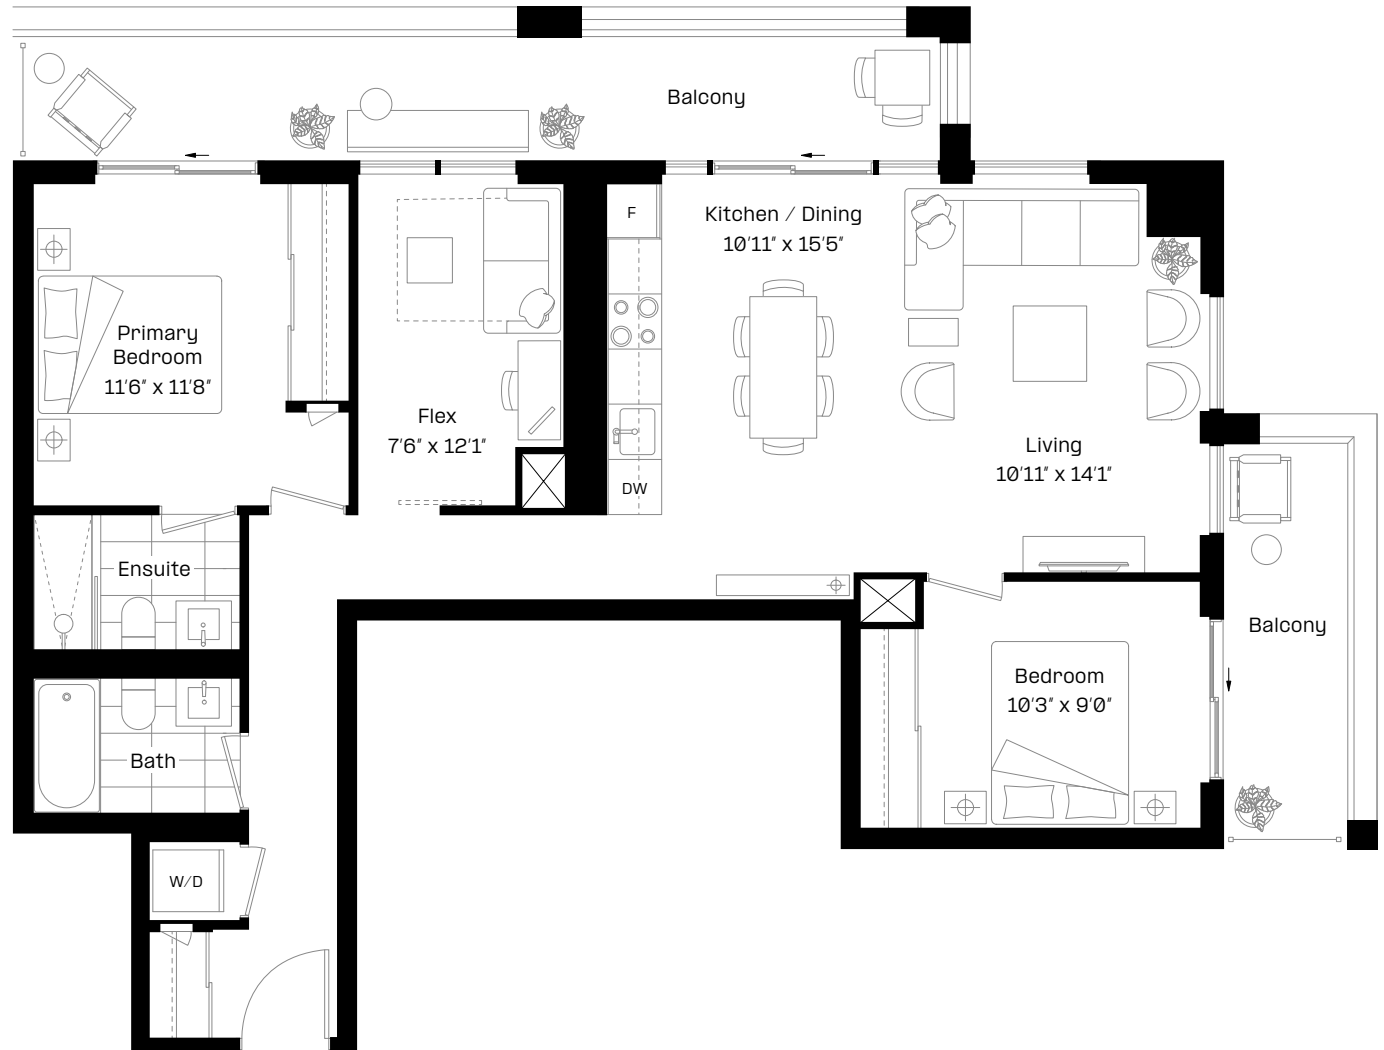 Balcony
F
Kitchen / Dining
10'11" x 15'5"
Primary
Bedroom
11'6" x 11'8"
Flex
7'6" x 12'1"
Living
10'11" x 14'1"
DW
Ensuite
Balcony
Bedroom
10'3" x 9'0"
Bath
W/D